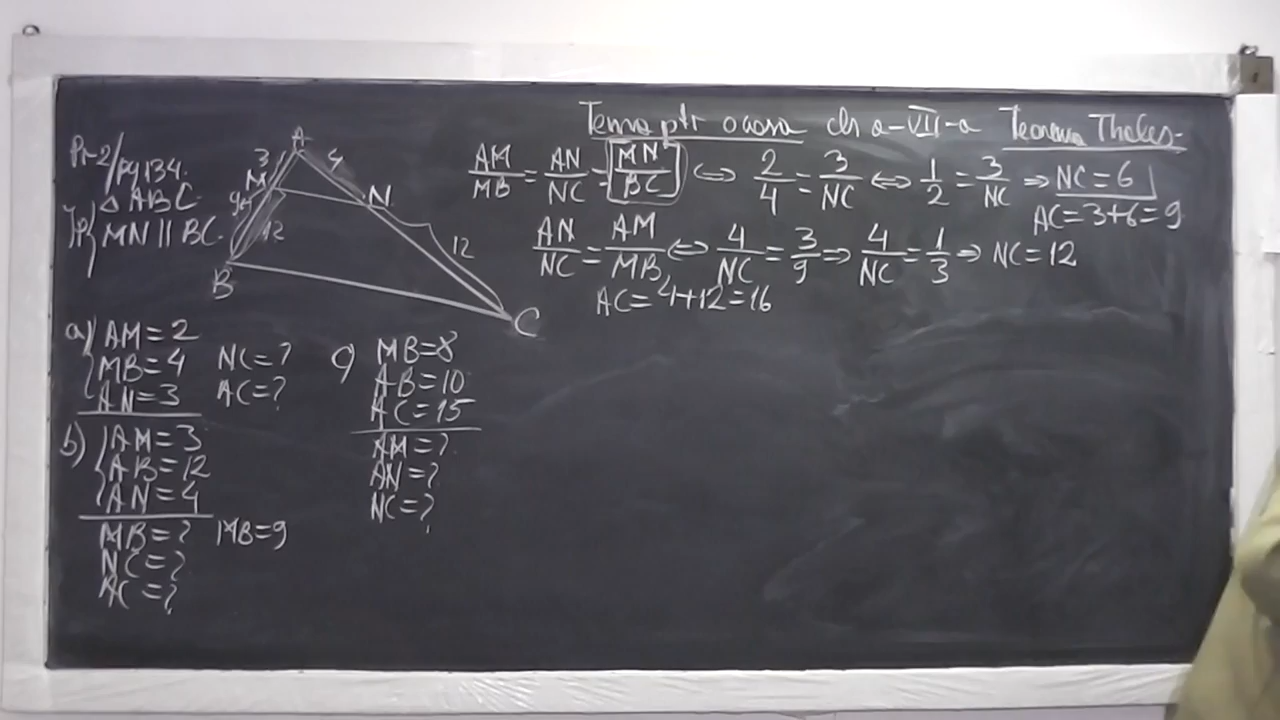 Tema ptr acasa cls a-VII-a Teorema Thales
Pr 2/pg 134.
△ABC
Ip{ MN || BC.
A
3
4
M
N
9
12
12
B
C
AM/MB = AN/NC = MN/BC ⇔ 2/4 = 3/NC ⇔ 1/2 = 3/NC ⇒ NC = 6
AC = 3+6 = 9
AN/NC = AM/MB ⇔ 4/NC = 3/9 ⇒ 4/NC = 1/3 ⇒ NC = 12
AC = 4+12 = 16
a) AM = 2
MB = 4 NC = ?
AN = 3 AC = ?
b) AM = 3
AB = 12
AN = 4
MB = ? MB = 9
NC = ?
AC = ?
c) MB = 8
AB = 10
AC = 15
AM = ?
AN = ?
NC = ?